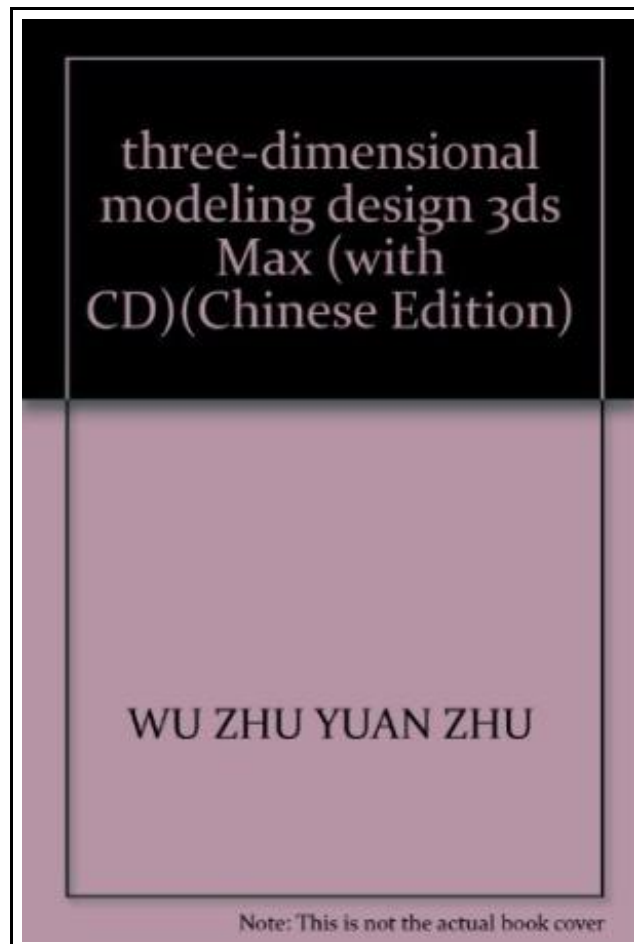 three-dimensional
modeling design 3ds
Max (with
CD)(Chinese Edition)
WU ZHU YUAN ZHU
Note: This is not the actual book cover